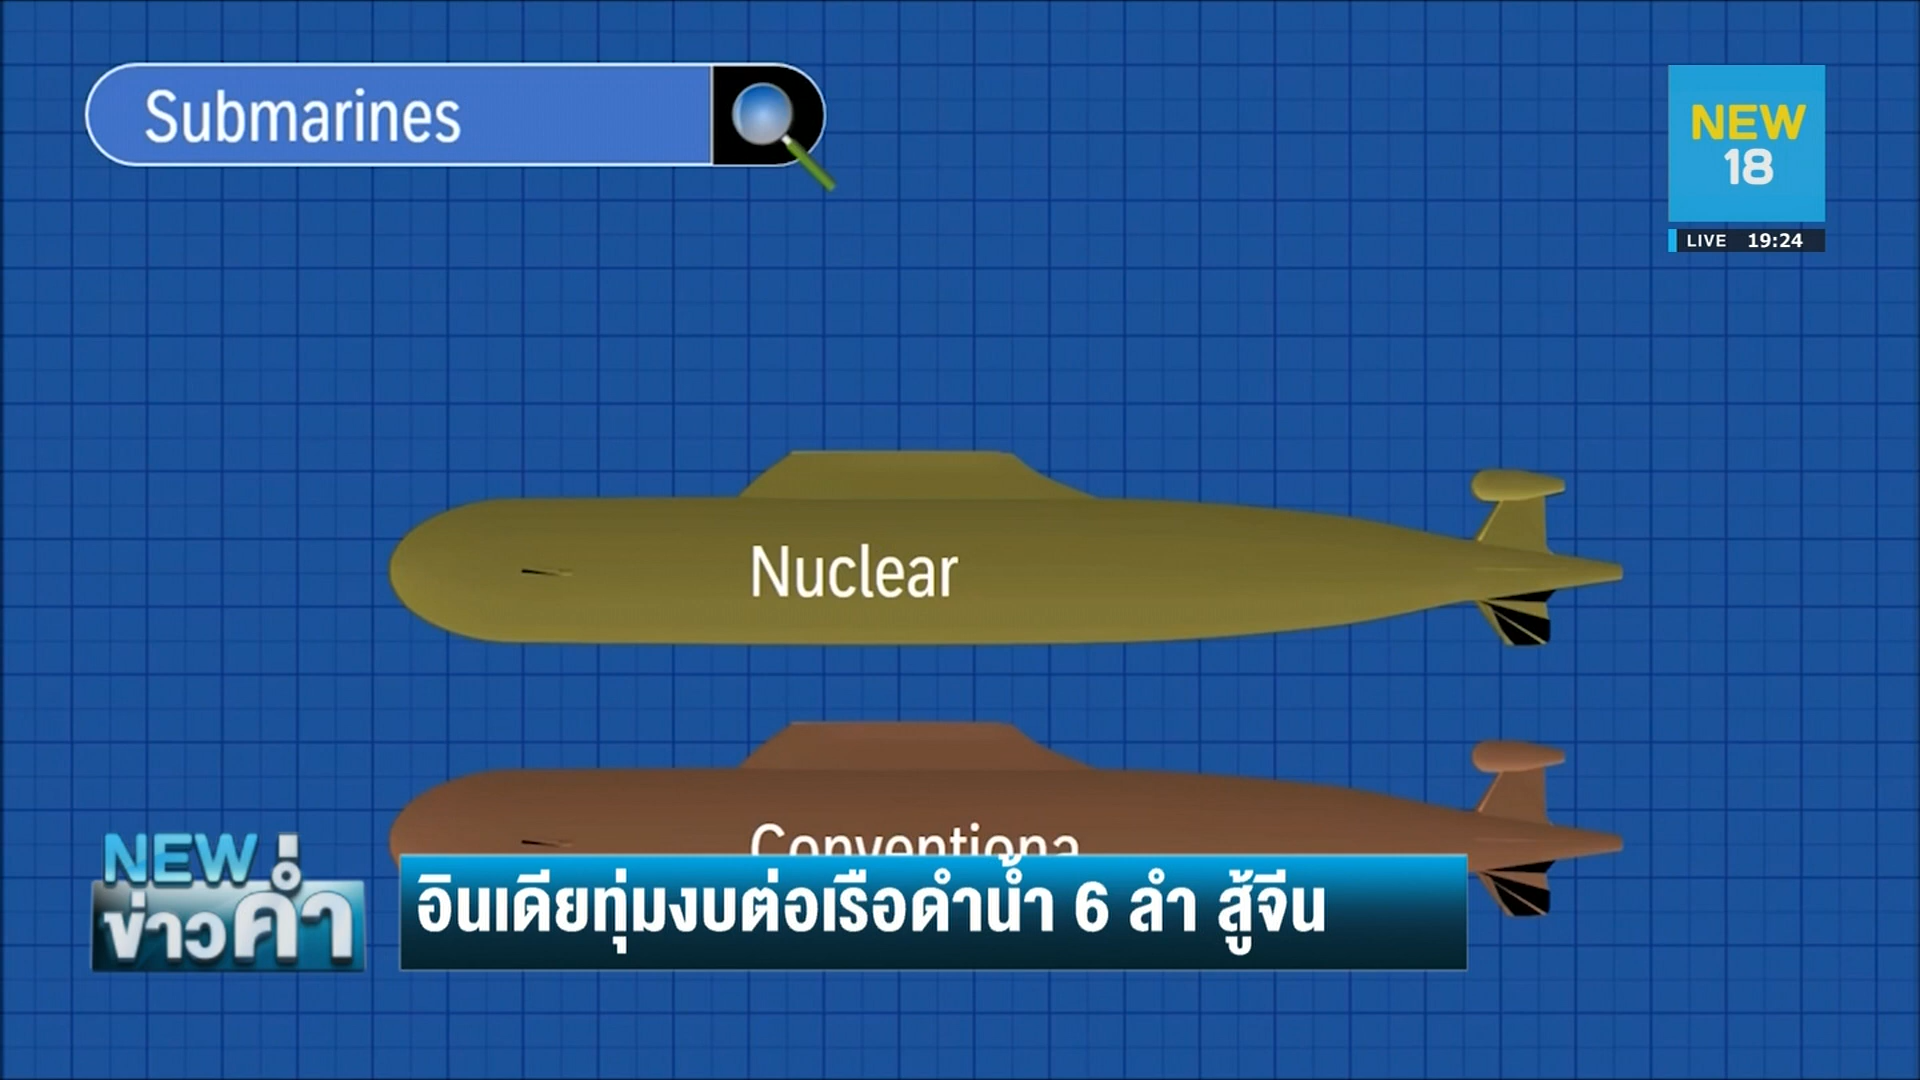 Submarines
NEW
18
LIVE 19:24
Nuclear
Conventiona
NEW
ข่าวค่ำ
อินเดียทุ่มงบต่อเรือดำน้ำ 6 ลำ สู้จีน